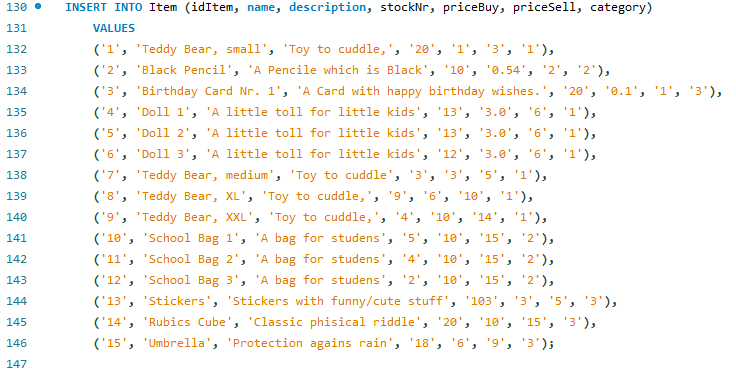 130 INSERT INTO Item (idItem, name, description, stockNr, priceBuy, priceSell, category)
131 VALUES
132 ('1', 'Teddy Bear, small', 'Toy to cuddle,', '20', '1', '3', '1'),
133 ('2', 'Black Pencil', 'A Pencile which is Black', '10', '0.54', '2', '2'),
134 ('3', 'Birthday Card Nr. 1', 'A Card with happy birthday wishes.', '20', '0.1', '1', '3'),
135 ('4', 'Doll 1', 'A little toll for little kids', '13', '3.0', '6', '1'),
136 ('5', 'Doll 2', 'A little toll for little kids', '13', '3.0', '6', '1'),
137 ('6', 'Doll 3', 'A little toll for little kids', '12', '3.0', '6', '1'),
138 ('7', 'Teddy Bear, medium', 'Toy to cuddle', '3', '3', '5', '1'),
139 ('8', 'Teddy Bear, XL', 'Toy to cuddle,', '9', '6', '10', '1'),
140 ('9', 'Teddy Bear, XXL', 'Toy to cuddle,', '4', '10', '14', '1'),
141 ('10', 'School Bag 1', 'A bag for studens', '5', '10', '15', '2'),
142 ('11', 'School Bag 2', 'A bag for studens', '4', '10', '15', '2'),
143 ('12', 'School Bag 3', 'A bag for studens', '2', '10', '15', '2'),
144 ('13', 'Stickers', 'Stickers with funny/cute stuff', '103', '3', '5', '3'),
145 ('14', 'Rubics Cube', 'Classic phisical riddle', '20', '10', '15', '3'),
146 ('15', 'Umbrella', 'Protection agains rain', '18', '6', '9', '3');
147